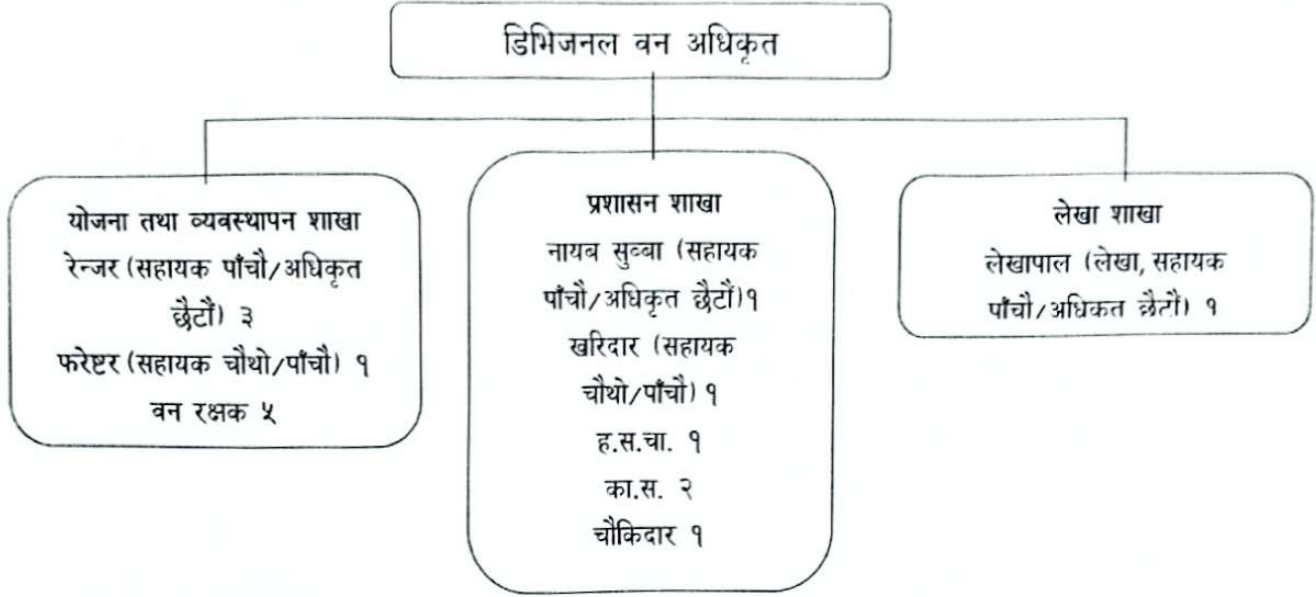 डिभिजनल वन अधिकृत
योजना तथा व्यवस्थापन शाखा
रेन्जर (सहायक पाँचौ/अधिकृत
छैटौं) ३
फरेष्टर (सहायक चौथो/पाँचौ) १
वन रक्षक ५
प्रशासन शाखा
नायब सुब्बा (सहायक
पाँचौ/अधिकृत छैटौं)१
खरिदार (सहायक
चौथो/पाँचौ) १
ह.स.चा. १
का.स. २
चौकिदार १
लेखा शाखा
लेखापाल (लेखा, सहायक
पाँचौ/अधिकत छैटौं) १